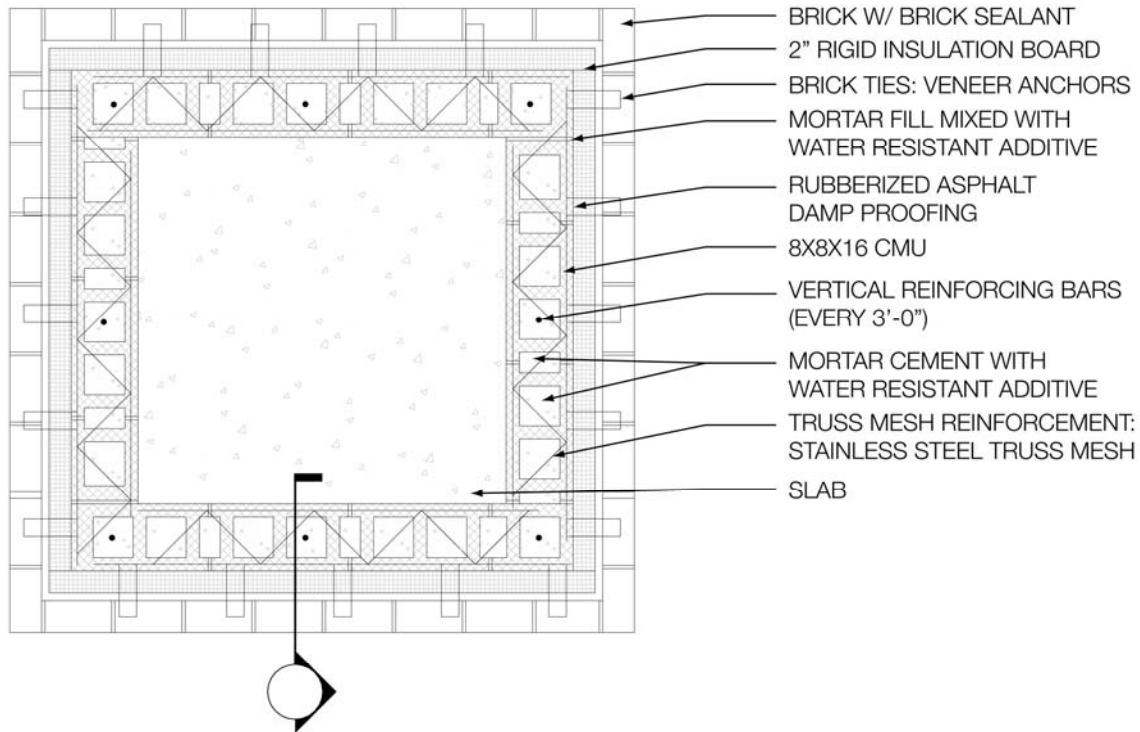 BRICK W/ BRICK SEALANT
2” RIGID INSULATION BOARD
BRICK TIES: VENEER ANCHORS
MORTAR FILL MIXED WITH
WATER RESISTANT ADDITIVE
RUBBERIZED ASPHALT
DAMP PROOFING
8X8X16 CMU
VERTICAL REINFORCING BARS
(EVERY 3’-0”)
MORTAR CEMENT WITH
WATER RESISTANT ADDITIVE
TRUSS MESH REINFORCEMENT:
STAINLESS STEEL TRUSS MESH
SLAB